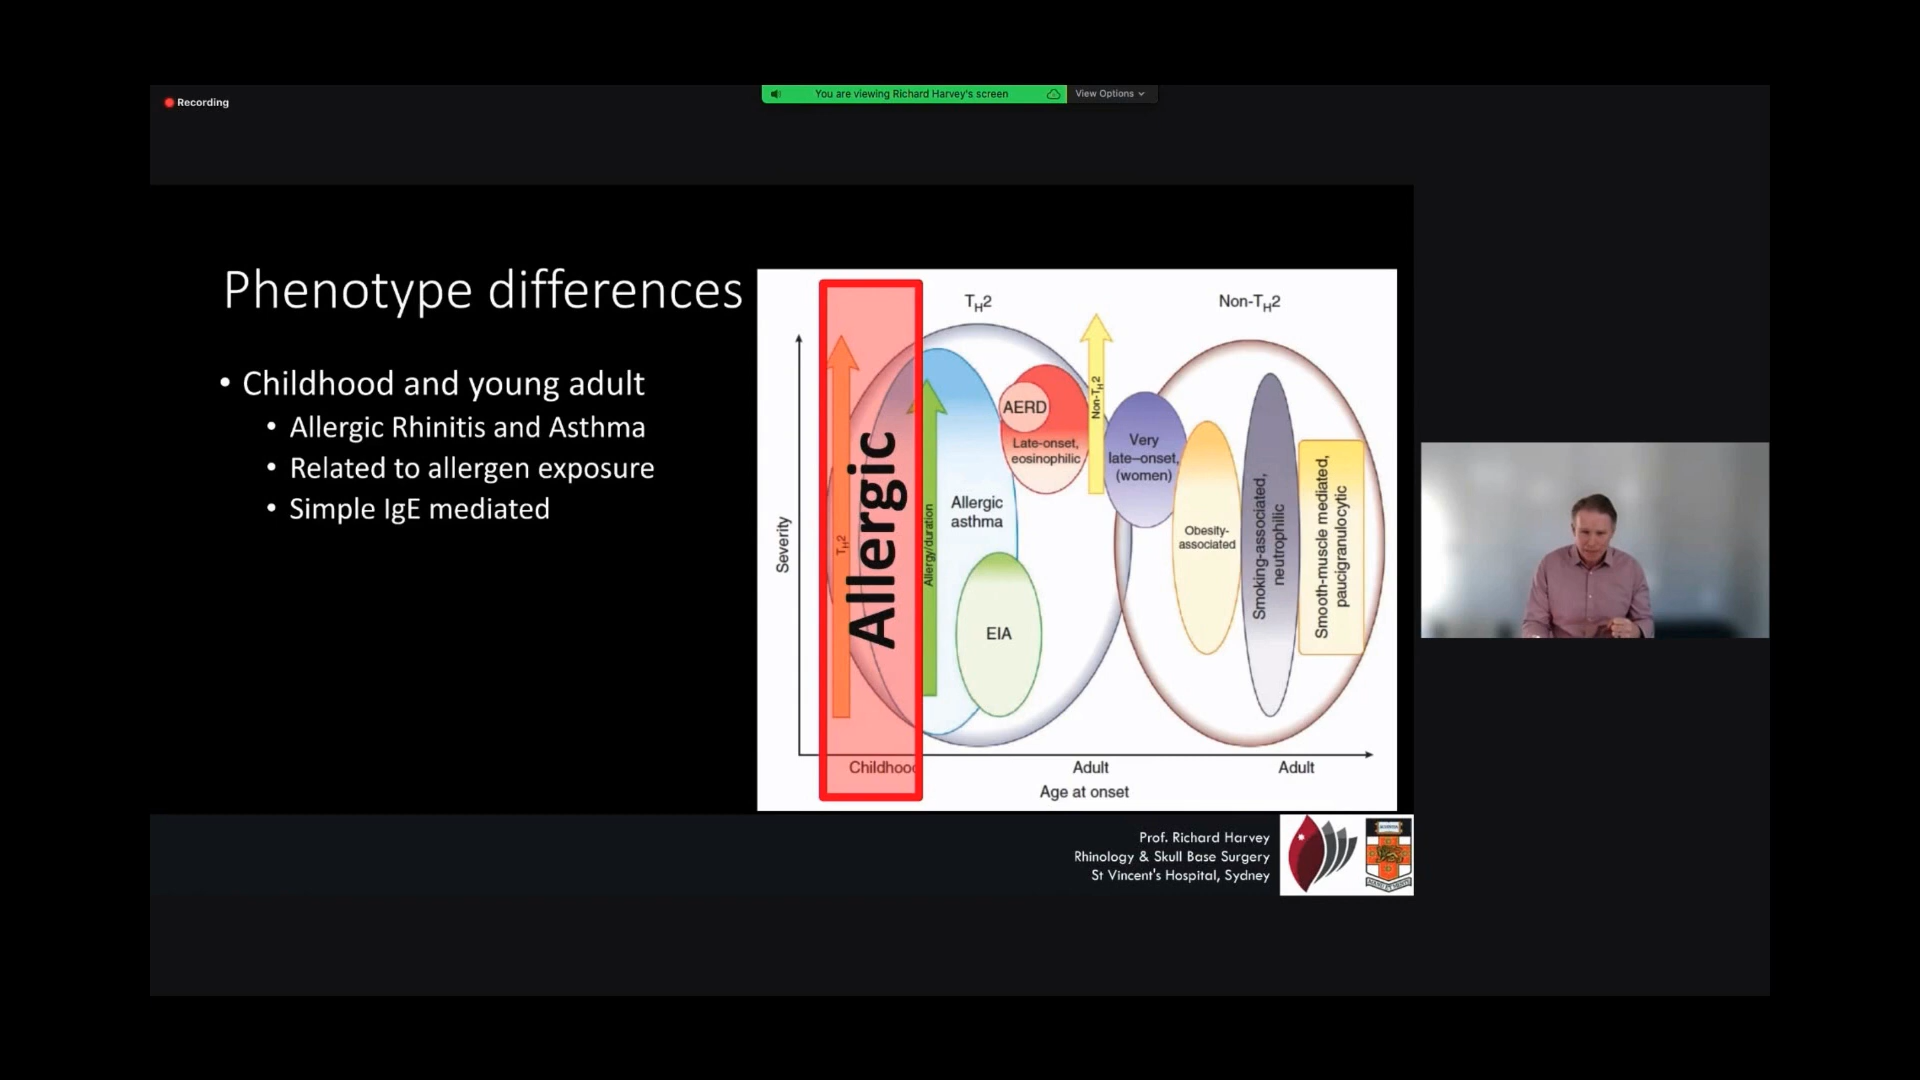 Recording
You are viewing Richard Harvey's screen
View Options
Phenotype differences
• Childhood and young adult
• Allergic Rhinitis and Asthma
• Related to allergen exposure
• Simple IgE mediated
TH2
Non-TH2
Severity
TH2
Allergic
Allergy/duration
Allergic
asthma
EIA
AERD
Late-onset,
eosinophilic
Non-TH2
Very
late–onset,
(women)
Obesity-
associated
Smoking-associated,
neutrophilic
Smooth-muscle mediated,
paucigranulocytic
Childhood
Adult
Adult
Age at onset
Prof. Richard Harvey
Rhinology & Skull Base Surgery
St Vincent's Hospital, Sydney